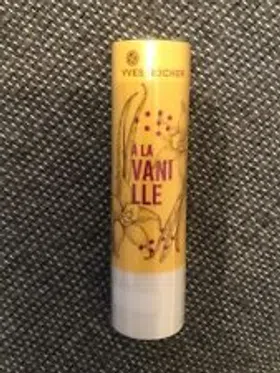 YVES ROCHER
À LA
VANI
LLE